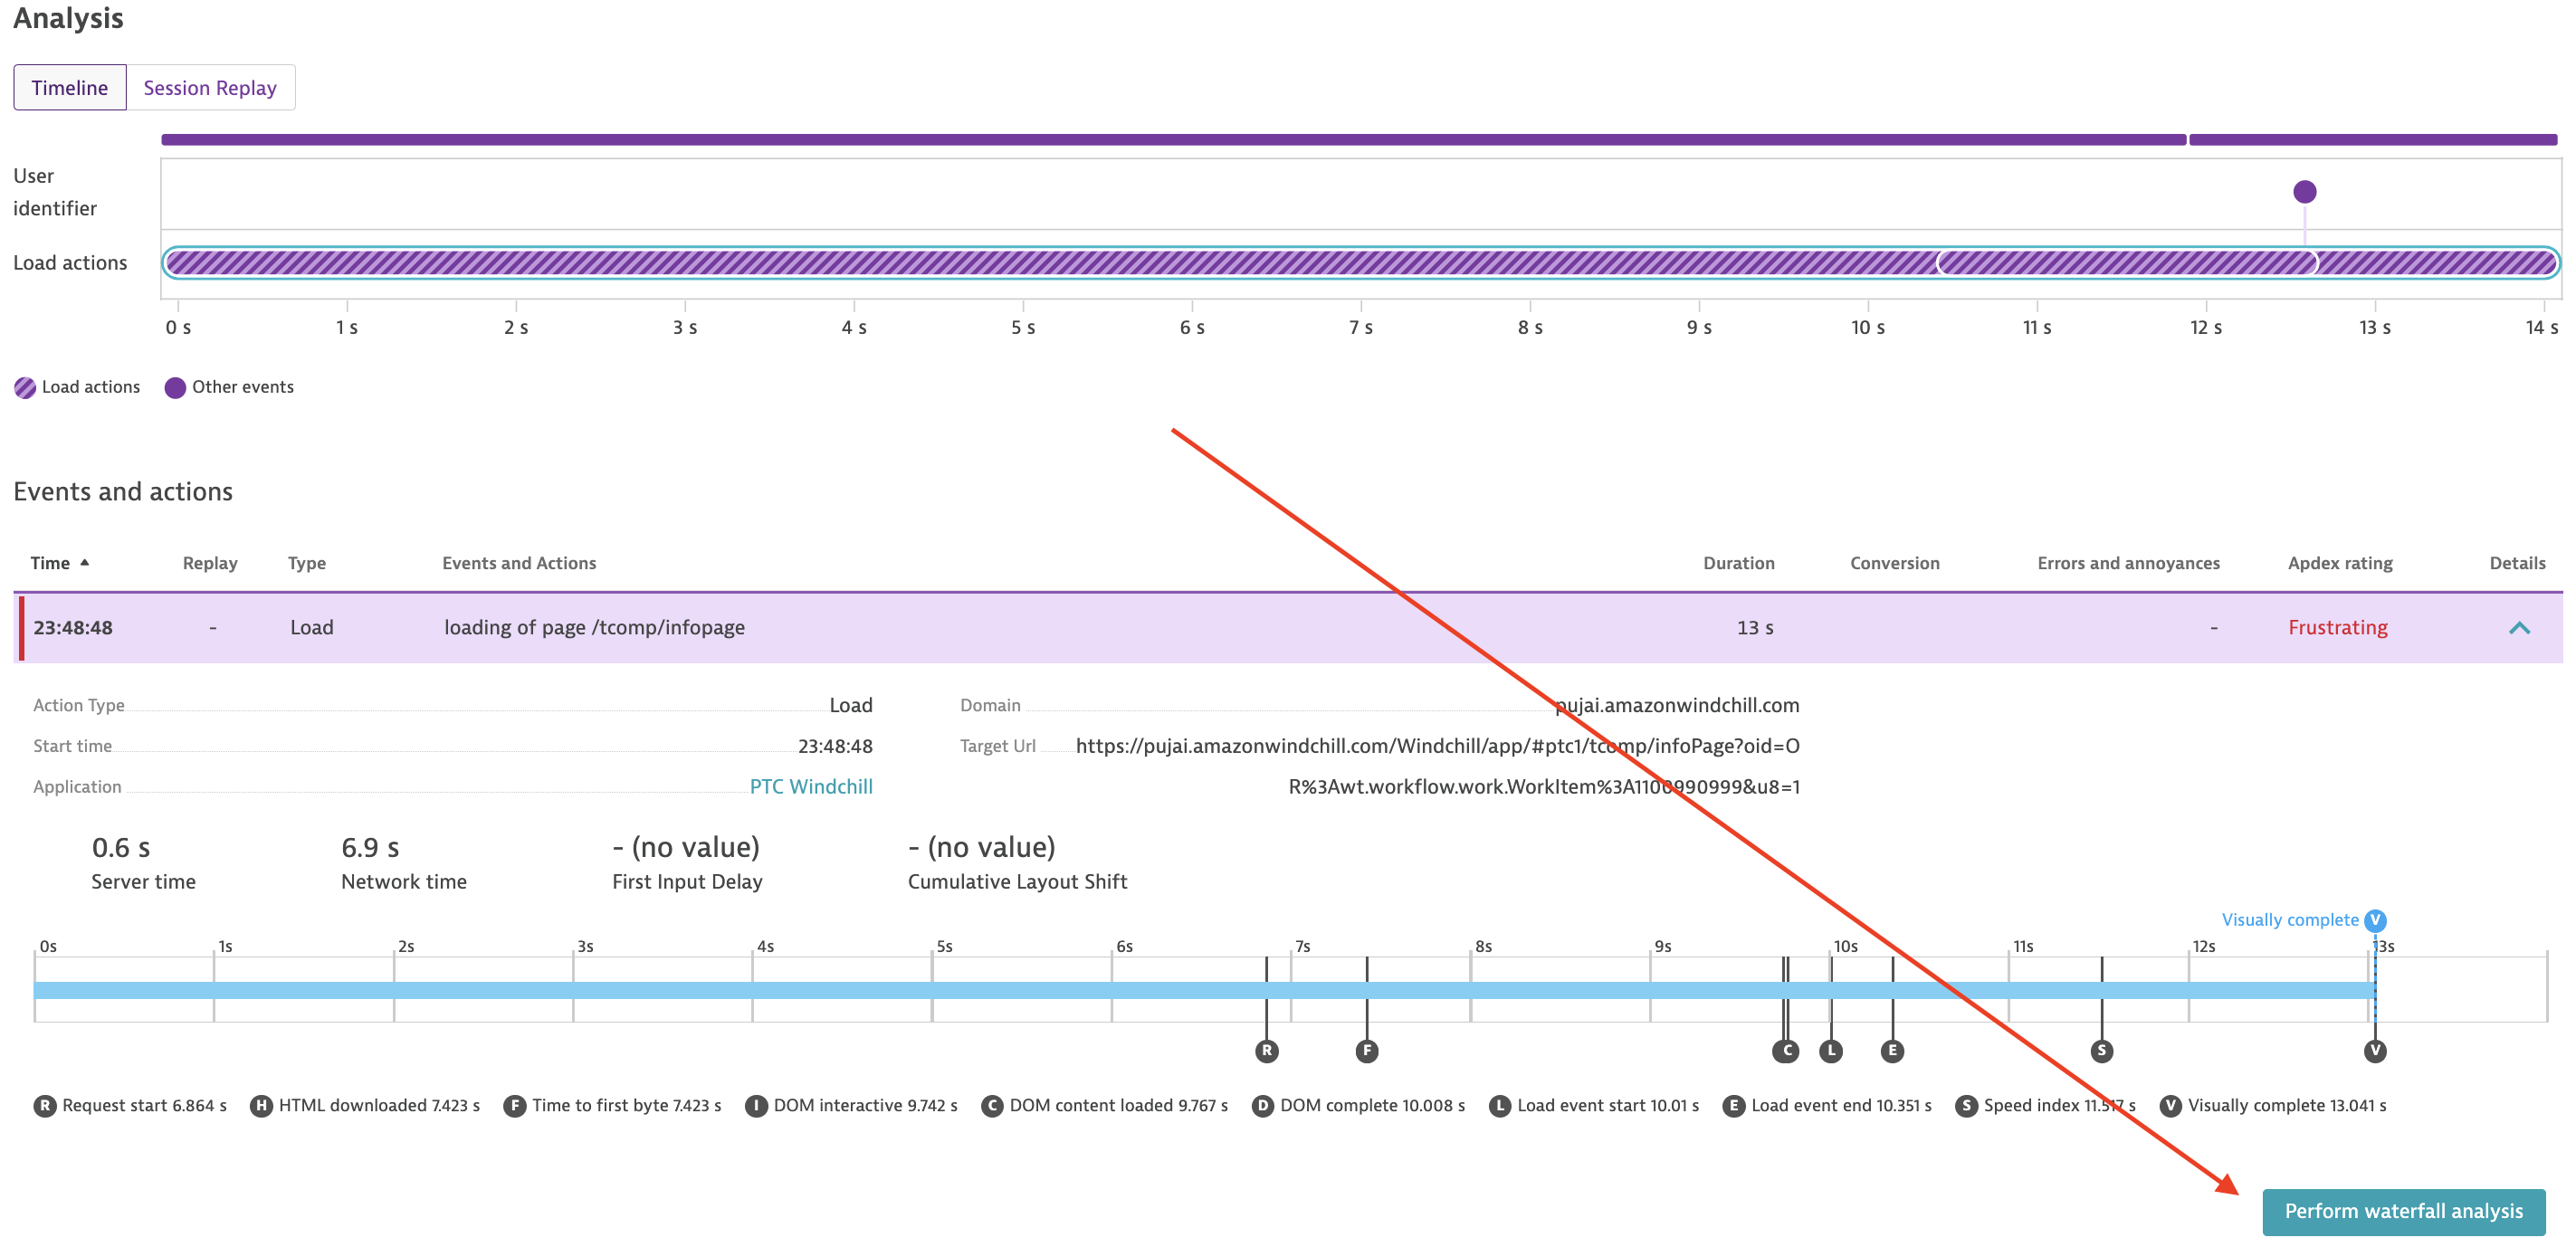 Analysis
Timeline Session Replay
User
identifier
Load actions
0 s 1 s 2 s 3 s 4 s 5 s 6 s 7 s 8 s 9 s 10 s 11 s 12 s 13 s 14 s
Load actions Other events
Events and actions
Time Replay Type Events and Actions Duration Conversion Errors and annoyances Apdex rating Details
23:48:48 - Load loading of page /tcomp/infopage 13 s - Frustrating
Action Type Load Domain pujai.amazonwindchill.com
Start time 23:48:48 Target Url https://pujai.amazonwindchill.com/Windchill/app/#ptc1/tcomp/infoPage?oid=O
Application PTC Windchill R%3Awt.workflow.work.WorkItem%3A1100990999&u8=1
0.6 s 6.9 s - (no value) - (no value)
Server time Network time First Input Delay Cumulative Layout Shift
Visually complete V
0s 1s 2s 3s 4s 5s 6s 7s 8s 9s 10s 11s 12s 13s
R F C L E S V
R Request start 6.864 s H HTML downloaded 7.423 s F Time to first byte 7.423 s I DOM interactive 9.742 s C DOM content loaded 9.767 s D DOM complete 10.008 s L Load event start 10.01 s E Load event end 10.351 s S Speed index 11.517 s V Visually complete 13.041 s
Perform waterfall analysis